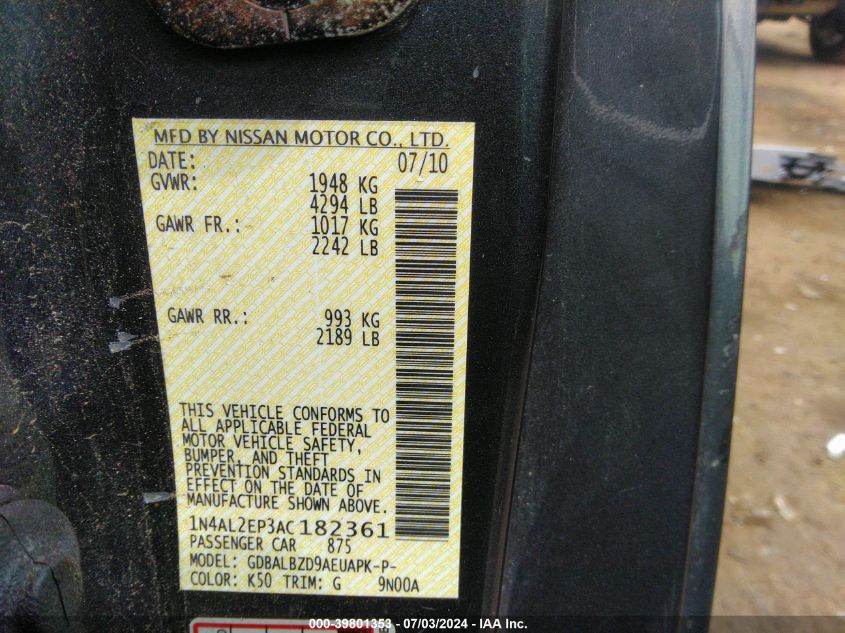 MFD BY NISSAN MOTOR CO., LTD.
DATE: 07/10
GVWR: 1948 KG
4294 LB
GAWR FR.: 1017 KG
2242 LB
GAWR RR.: 993 KG
2189 LB
THIS VEHICLE CONFORMS TO
ALL APPLICABLE FEDERAL
MOTOR VEHICLE SAFETY,
BUMPER, AND THEFT
PREVENTION STANDARDS IN
EFFECT ON THE DATE OF
MANUFACTURE SHOWN ABOVE.
1N4AL2EP3AC182361
PASSENGER CAR 875
MODEL: GDBALBZD9AEUAPK-P-
COLOR: K50 TRIM: G 9N00A
000-39801353 - 07/03/2024 - IAA Inc.